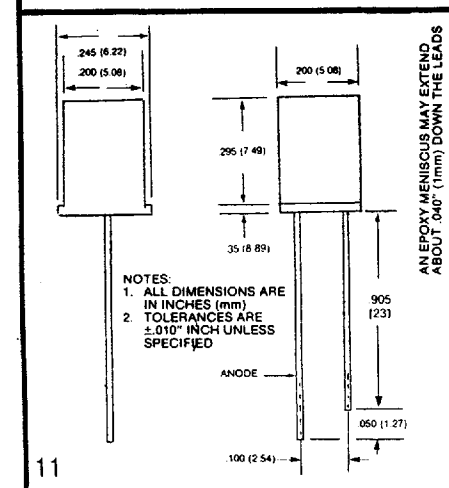 .245 (6.22)
.200 (5.08)
.200 (5 08)
295 (7 49)
.35 (8 89)
NOTES:
1. ALL DIMENSIONS ARE
IN INCHES (mm)
2. TOLERANCES ARE
±.010" INCH UNLESS
SPECIFIED
.905
[23]
ANODE
.050 (1.27)
.100 (2 54)
AN EPOXY MENISCUS MAY EXTEND
ABOUT .040" (1mm) DOWN THE LEADS
11